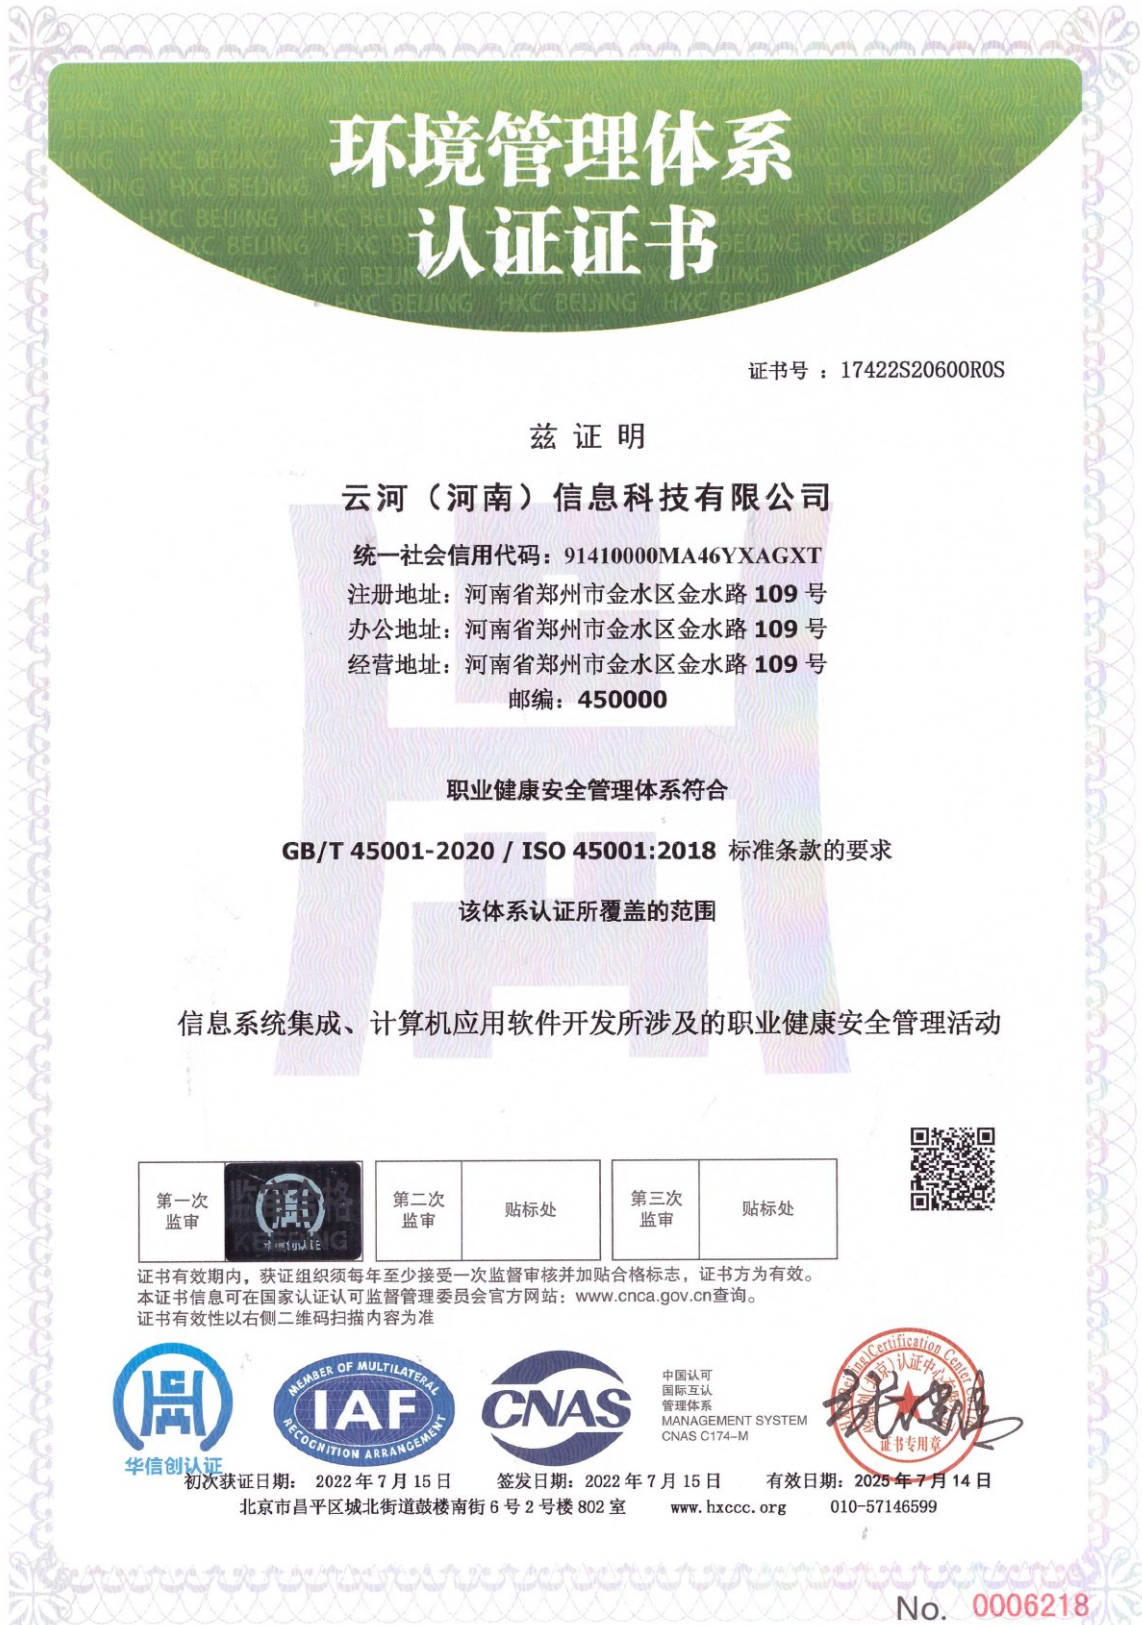 环境管理体系
认证证书
证书号 : 17422S20600R0S
兹 证 明
云河（河南）信息科技有限公司
统一社会信用代码：91410000MA46YXAGXT
注册地址：河南省郑州市金水区金水路 109 号
办公地址：河南省郑州市金水区金水路 109 号
经营地址：河南省郑州市金水区金水路 109 号
邮编：450000
职业健康安全管理体系符合
GB/T 45001-2020 / ISO 45001:2018 标准条款的要求
该体系认证所覆盖的范围
信息系统集成、计算机应用软件开发所涉及的职业健康安全管理活动
第一次
监审
第二次
监审
贴标处
第三次
监审
贴标处
证书有效期内，获证组织须每年至少接受一次监督审核并加贴合格标志，证书方为有效。
本证书信息可在国家认证认可监督管理委员会官方网站：www.cnca.gov.cn查询。
证书有效性以右侧二维码扫描内容为准
华信创认证
MEMBER OF MULTILATERAL
IAF
RECOGNITION ARRANGEMENT
CNAS
中国认可
国际互认
管理体系
MANAGEMENT SYSTEM
CNAS C174-M
证书专用章
初次获证日期： 2022 年 7 月 15 日 签发日期：2022 年 7 月 15 日 有效日期：2025 年 7 月 14 日
北京市昌平区城北街道鼓楼南街 6 号 2 号楼 802 室 www.hxccc.org 010-57146599
No. 0006218